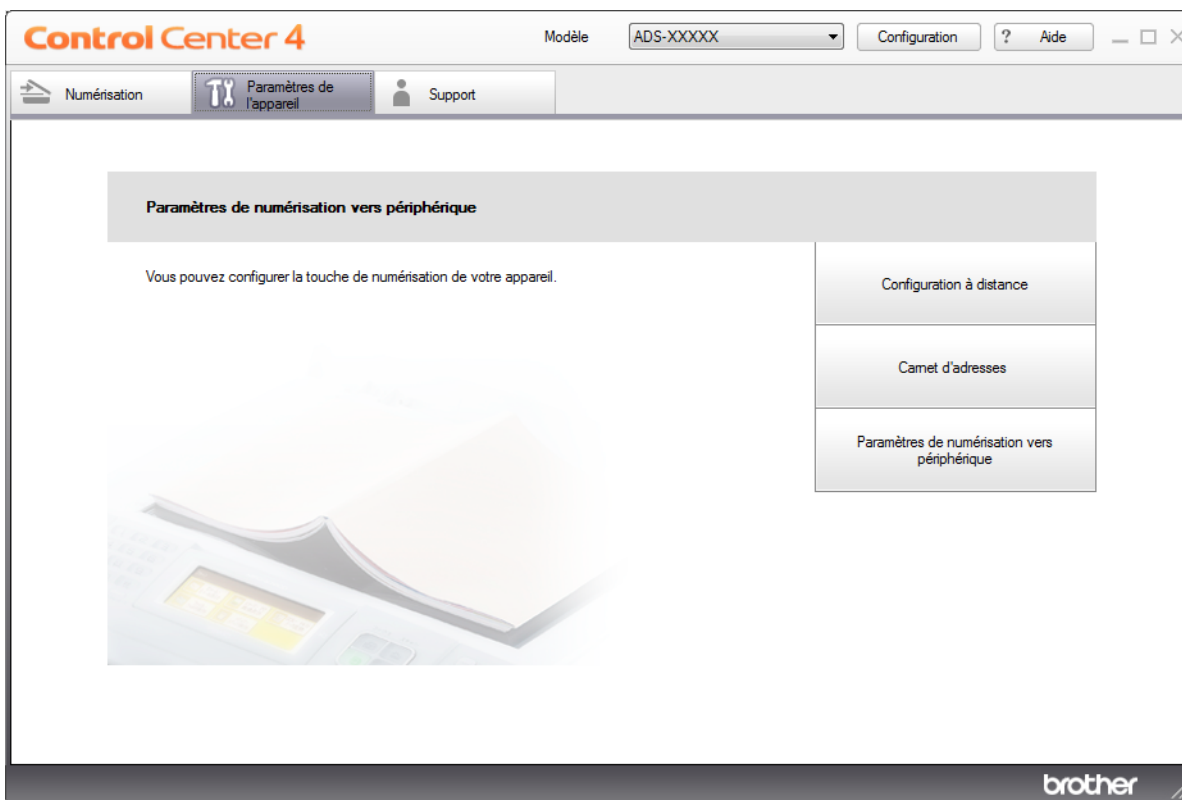 Control Center 4
Modèle
ADS-XXXXX
Configuration
? Aide
Numérisation
Paramètres de
l'appareil
Support
Paramètres de numérisation vers périphérique
Vous pouvez configurer la touche de numérisation de votre appareil.
Configuration à distance
Carnet d'adresses
Paramètres de numérisation vers
périphérique
brother